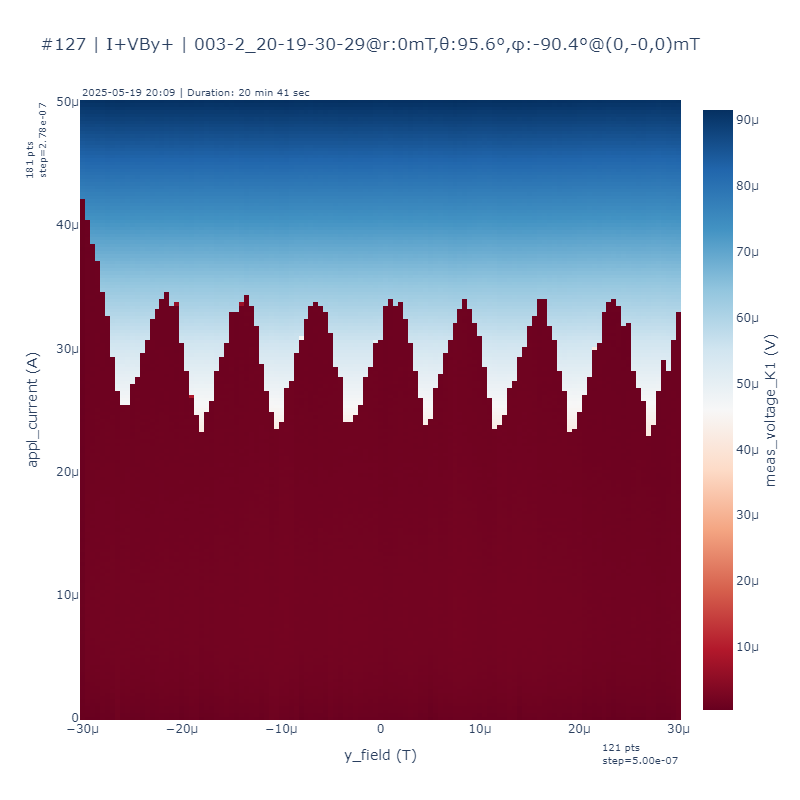 #127 | I+VBy+ | 003-2_20-19-30-29@r:0mT,θ:95.6°,φ:-90.4°@(0,-0,0)mT
2025-05-19 20:09 | Duration: 20 min 41 sec
181 pts
step=2.78e-07
50μ
40μ
30μ
20μ
10μ
0
appl_current (A)
−30μ
−20μ
−10μ
0
10μ
20μ
30μ
y_field (T)
121 pts
step=5.00e-07
90μ
80μ
70μ
60μ
50μ
40μ
30μ
20μ
10μ
meas_voltage_K1 (V)